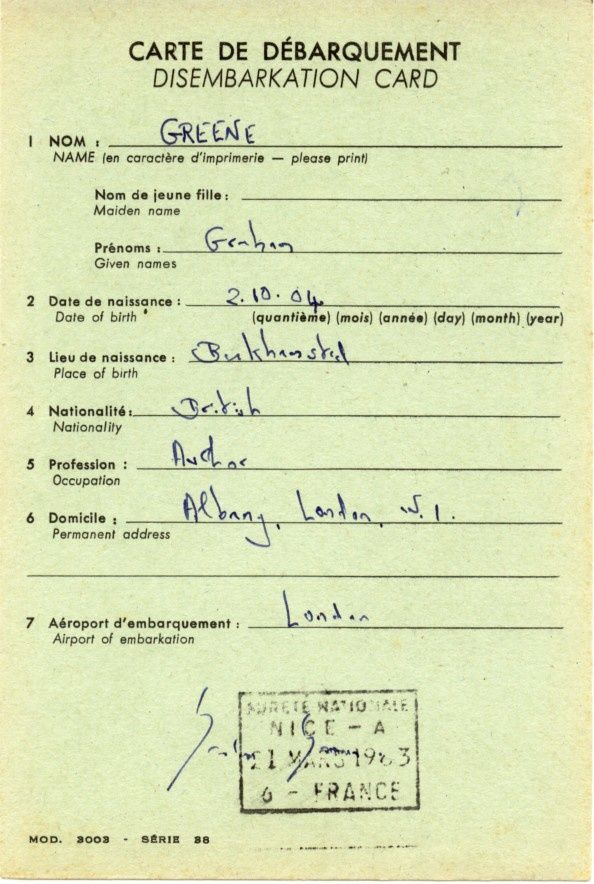 CARTE DE DÉBARQUEMENT
DISEMBARKATION CARD
1 NOM : GREENE
NAME (en caractère d'imprimerie — please print)
Nom de jeune fille :
Maiden name
Prénoms : Graham
Given names
2 Date de naissance : 2.10.04
Date of birth (quantième) (mois) (année) (day) (month) (year)
3 Lieu de naissance : Berkhamsted
Place of birth
4 Nationalité: British
Nationality
5 Profession : Author
Occupation
6 Domicile : Albany, London, W.1.
Permanent address
7 Aéroport d'embarquement : London
Airport of embarkation
SURETÉ NATIONALE
NICE - A
21 MARS 1963
6 - FRANCE
MOD. 3003 - SÉRIE 38